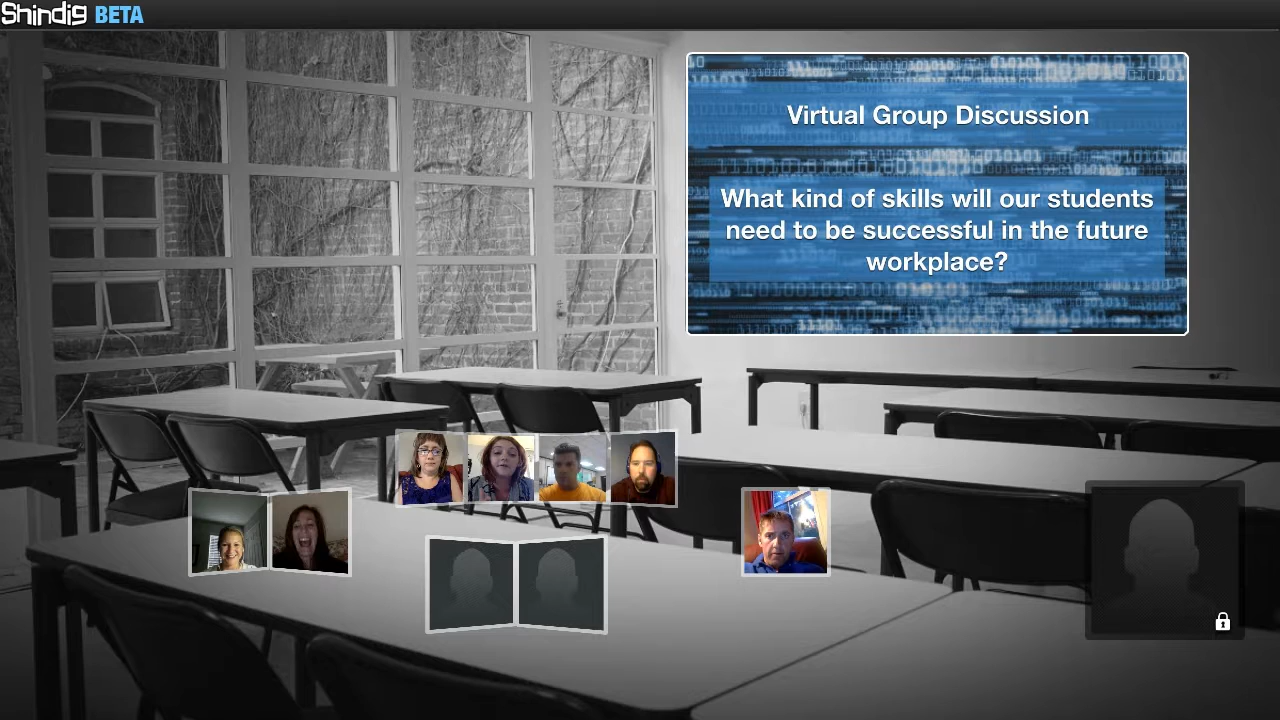 Shindig BETA
Virtual Group Discussion
What kind of skills will our students
need to be successful in the future
workplace?